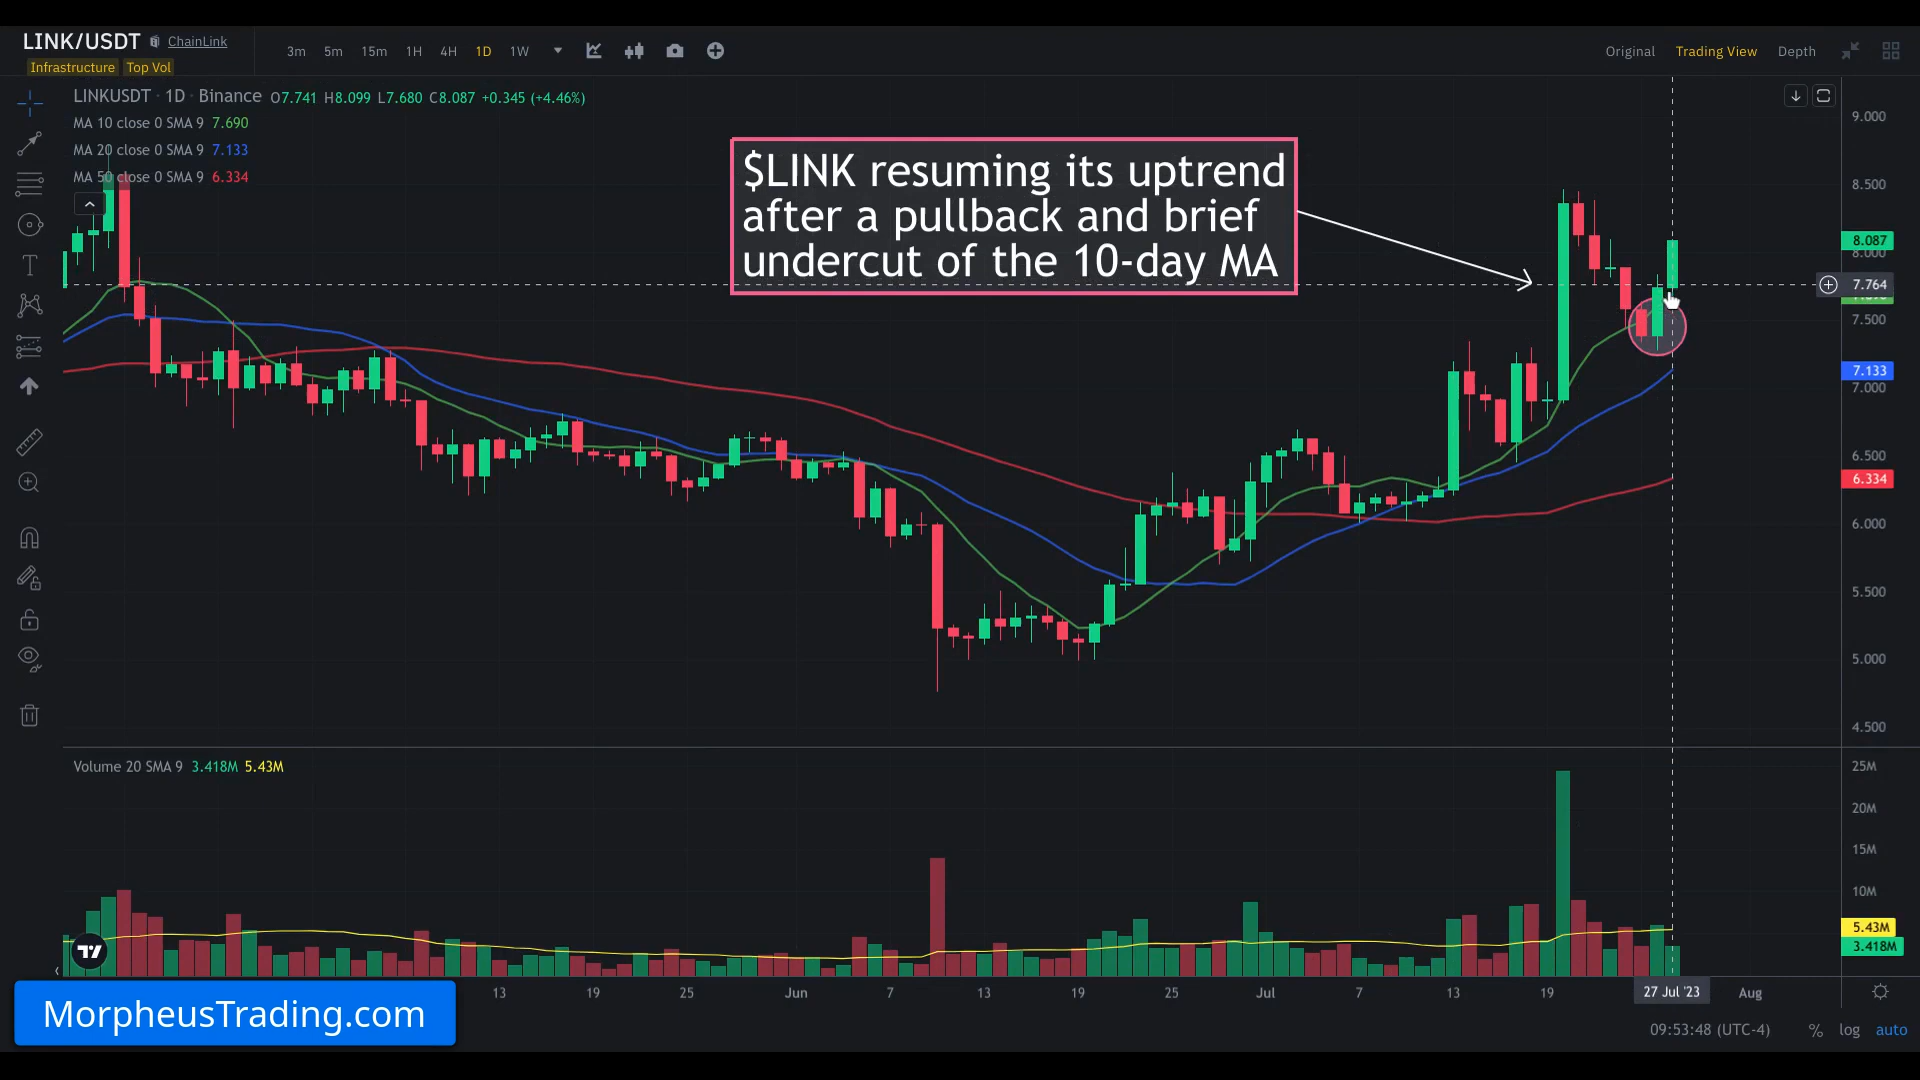 LINK/USDT ChainLink
Infrastructure Top Vol
3m 5m 15m 1H 4H 1D 1W
Original Trading View Depth
LINKUSDT · 1D · Binance O7.741 H8.099 L7.680 C8.087 +0.345 (+4.46%)
MA 10 close 0 SMA 9 7.690
MA 20 close 0 SMA 9 7.133
MA 50 close 0 SMA 9 6.334
$LINK resuming its uptrend
after a pullback and brief
undercut of the 10-day MA
9.000
8.500
8.087
8.000
7.764
7.500
7.133
7.000
6.500
6.334
6.000
5.500
5.000
4.500
Volume 20 SMA 9 3.418M 5.43M
25M
20M
15M
10M
5.43M
3.418M
13 19 25 Jun 7 13 19 25 Jul 7 13 19 27 Jul '23 Aug
MorpheusTrading.com
09:53:48 (UTC-4) % log auto